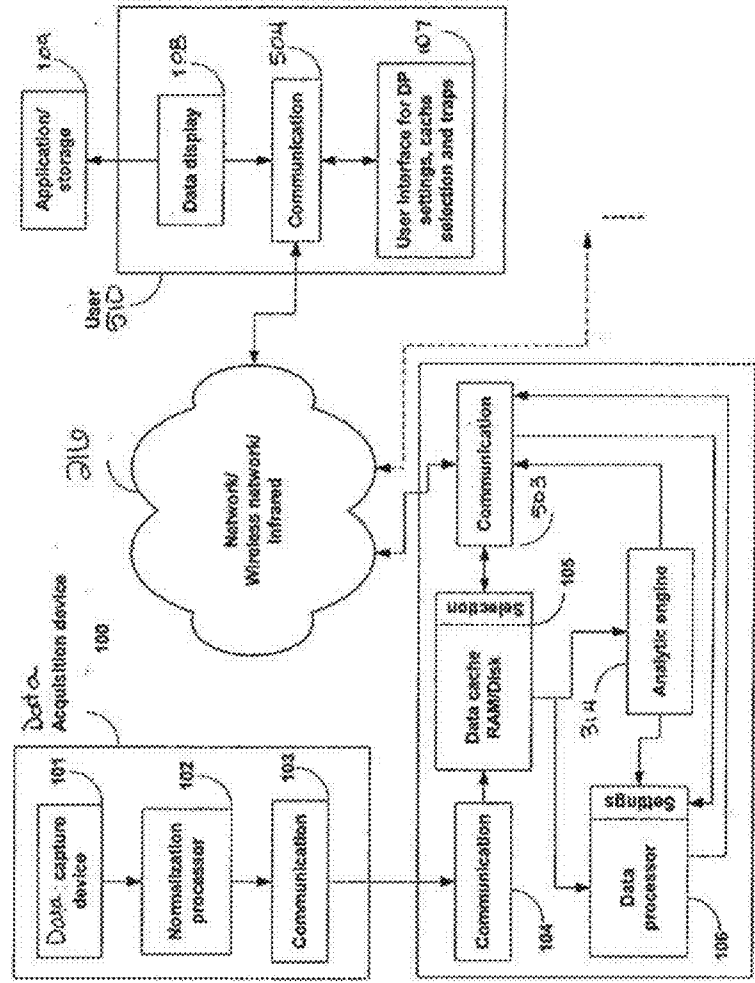 Data
Acquisition device
100
Data capture
device
101
Normalization
processor
102
Communication
103
216
Network/
Wireless network/
Infrared
User
510
Application/
storage
109
Data display
108
Communication
504
User Interface for DP
settings, cache
selection and traps
107
Communication
104
Data cache
RAM/Disk
Selection
105
Communication
503
Data
processor
Settings
106
Analytic engine
314